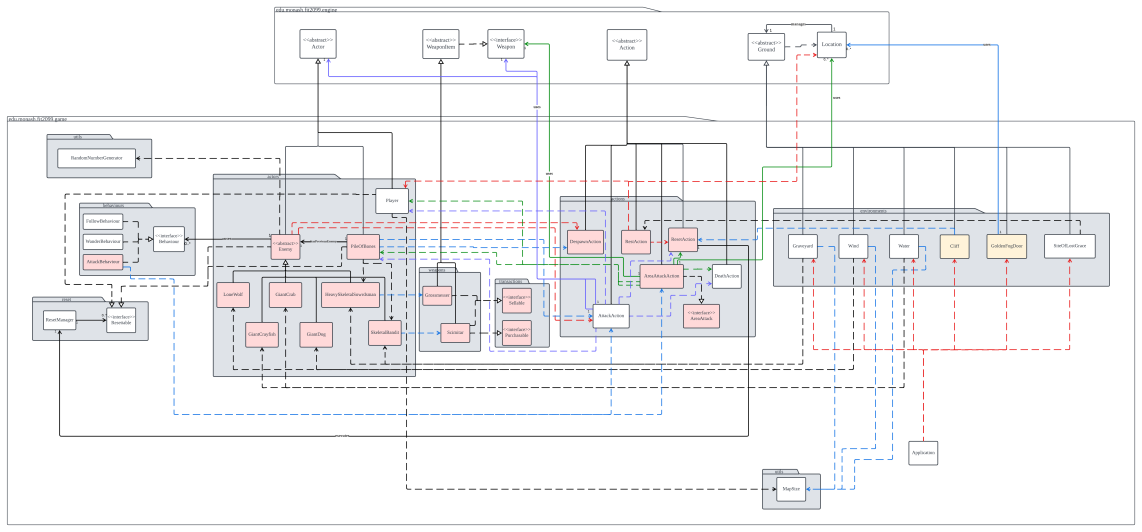 edu.monash.fit2099.engine
<<abstract>>
Actor
<<abstract>>
WeaponItem
<<interface>>
Weapon
<<abstract>>
Action
<<abstract>>
Ground
Location
edu.monash.fit2099.game
utils
RandomNumberGenerator
behaviours
FollowBehaviour
WanderBehaviour
AttackBehaviour
<<interface>>
Behaviour
reset
ResetManager
<<interface>>
Resettable
actors
Player
<<abstract>>
Enemy
PileOfBones
LoneWolf
GiantCrab
HeavySkeletalSwordsman
GiantCrayfish
GiantDog
SkeletalBandit
weapons
Grossmesser
Scimitar
transactions
<<interface>>
Sellable
<<interface>>
Purchasable
actions
DespawnAction
RestAction
ResetAction
AreaAttackAction
DeathAction
AttackAction
<<interface>>
AreaAttack
environments
Graveyard
Wind
Water
Cliff
GoldenFogDoor
SiteOfLostGrace
Application
utils
MapSize